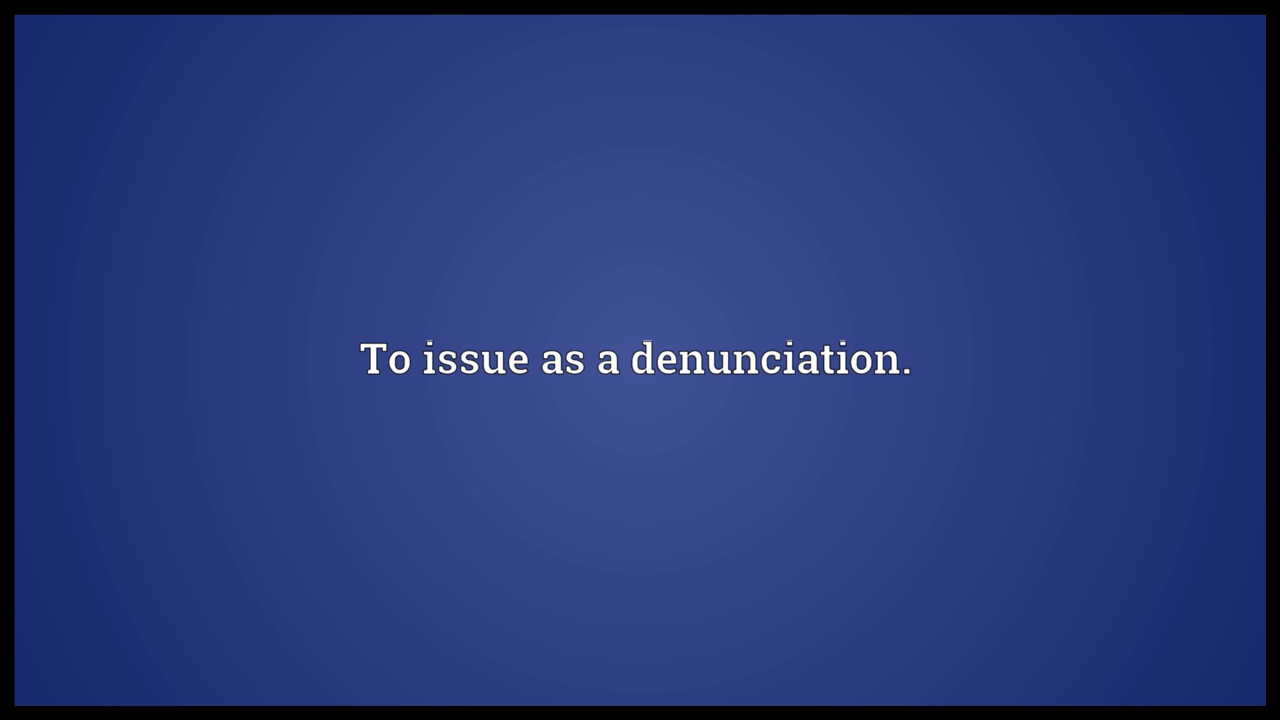 To issue as a denunciation.